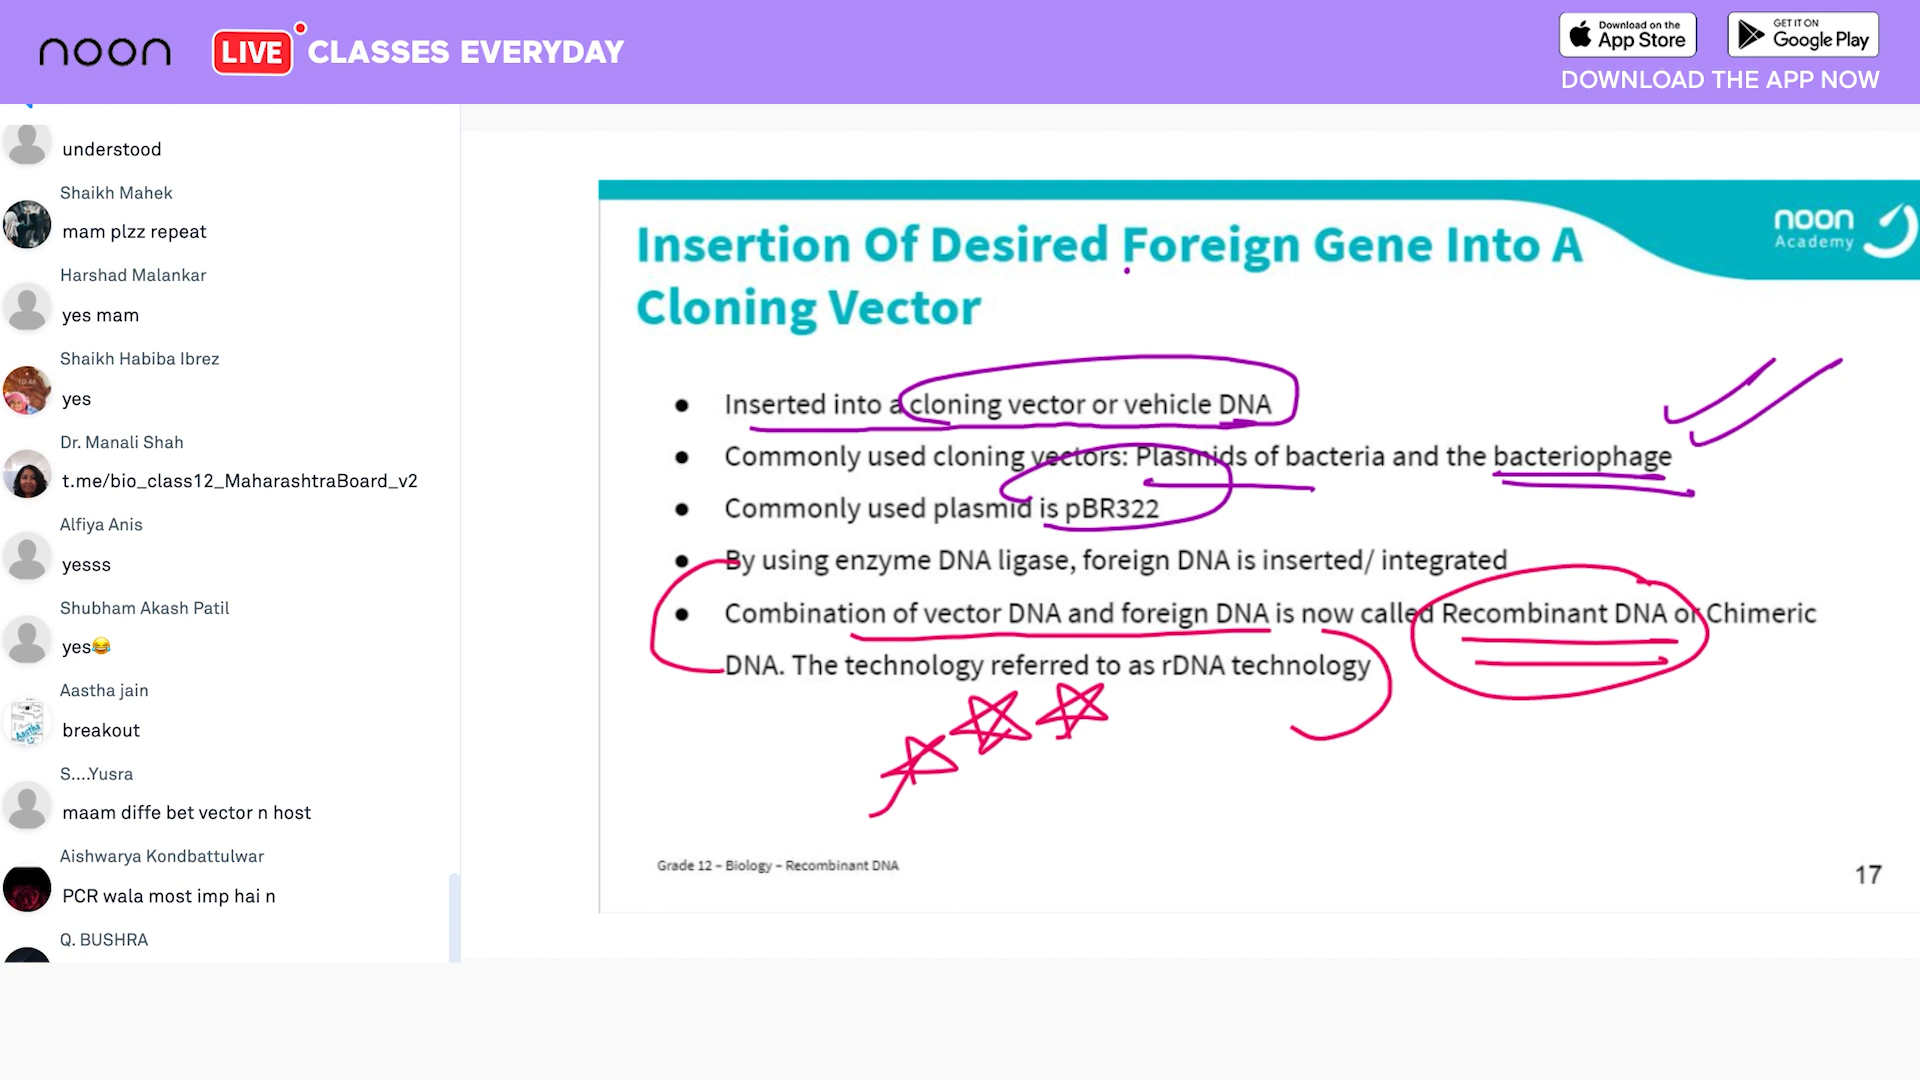 noon LIVE CLASSES EVERYDAY
Download on the App Store
GET IT ON Google Play
DOWNLOAD THE APP NOW
understood
Shaikh Mahek
mam plzz repeat
Harshad Malankar
yes mam
Shaikh Habiba Ibrez
yes
Dr. Manali Shah
t.me/bio_class12_MaharashtraBoard_v2
Alfiya Anis
yesss
Shubham Akash Patil
yes😂
Aastha jain
breakout
S....Yusra
maam diffe bet vector n host
Aishwarya Kondbattulwar
PCR wala most imp hai n
Q. BUSHRA
noon
Academy
Insertion Of Desired Foreign Gene Into A
Cloning Vector
● Inserted into a cloning vector or vehicle DNA
● Commonly used cloning vectors: Plasmids of bacteria and the bacteriophage
● Commonly used plasmid is pBR322
● By using enzyme DNA ligase, foreign DNA is inserted/ integrated
● Combination of vector DNA and foreign DNA is now called Recombinant DNA or Chimeric
DNA. The technology referred to as rDNA technology
Grade 12 – Biology – Recombinant DNA
17